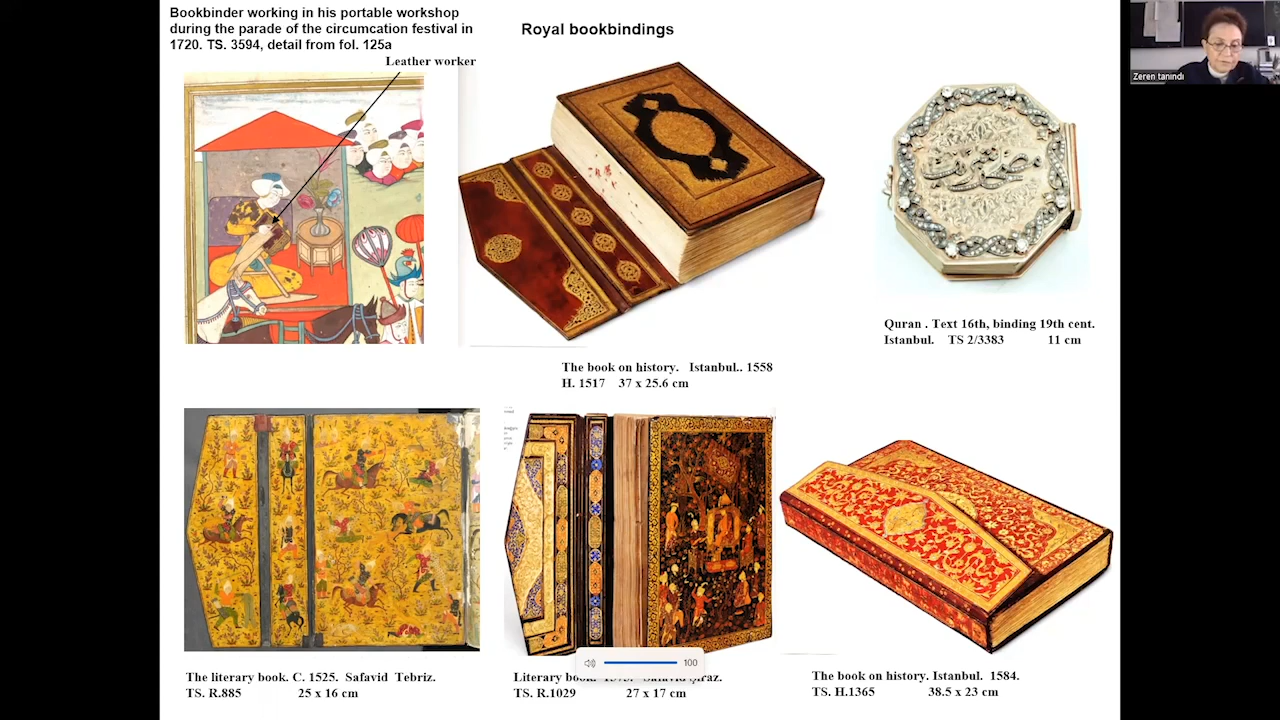 Bookbinder working in his portable workshop
during the parade of the circumcation festival in
1720. TS. 3594, detail from fol. 125a
Leather worker
Royal bookbindings
Zeren tanındı
The book on history. Istanbul.. 1558
H. 1517 37 x 25.6 cm
Quran . Text 16th, binding 19th cent.
Istanbul. TS 2/3383 11 cm
The literary book. C. 1525. Safavid Tebriz.
TS. R.885 25 x 16 cm
100
Literary book. Safavid Şiraz.
TS. R.1029 27 x 17 cm
The book on history. Istanbul. 1584.
TS. H.1365 38.5 x 23 cm